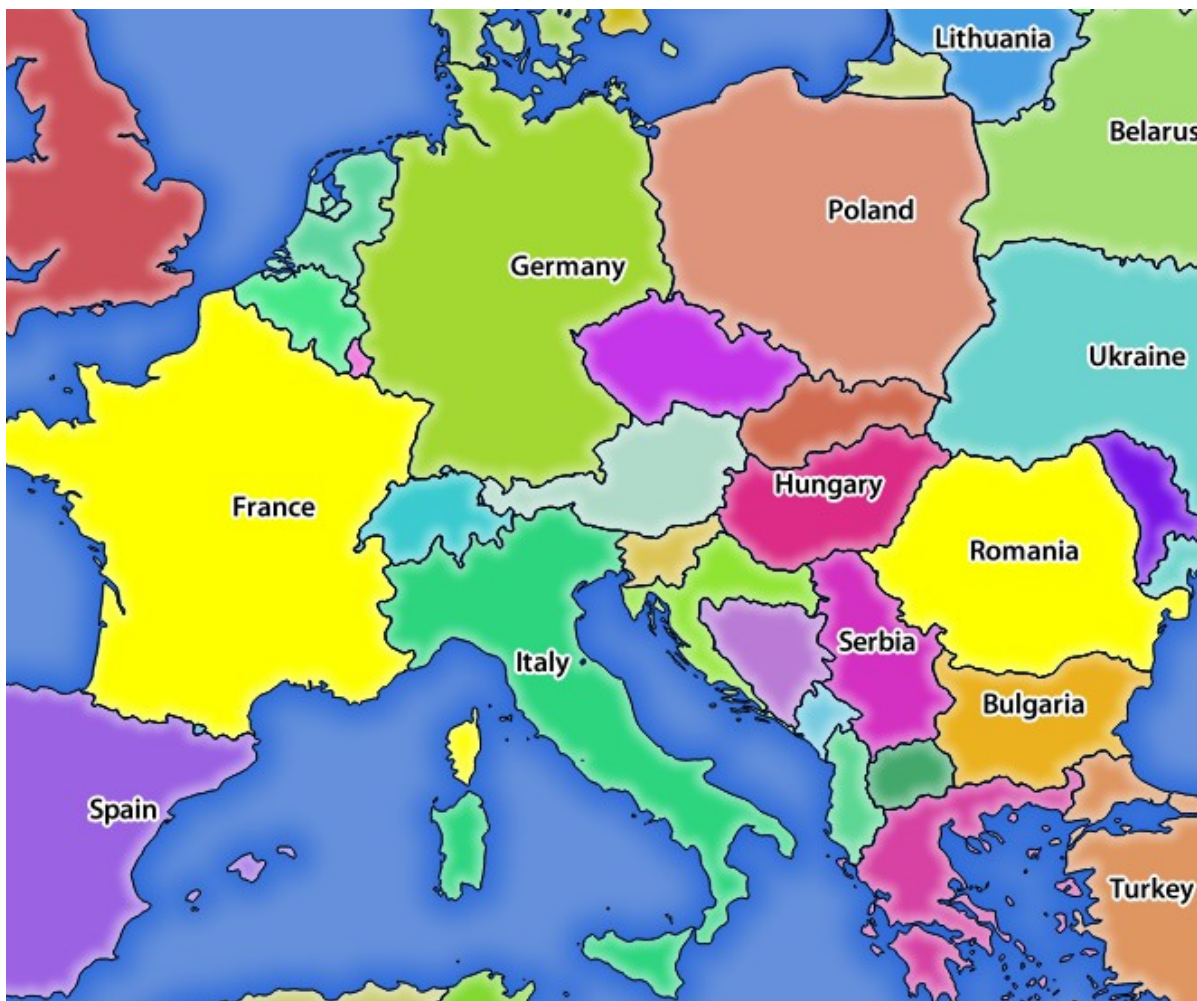 Lithuania
Belarus
Poland
Germany
Ukraine
Hungary
France
Romania
Serbia
Italy
Bulgaria
Spain
Turkey